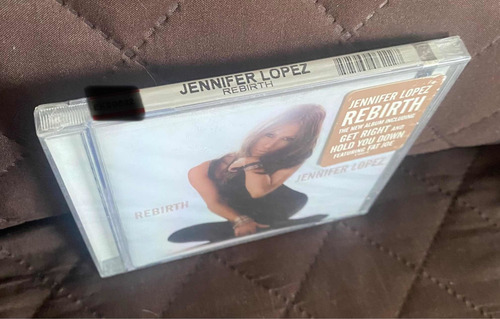 JENNIFER LOPEZ
REBIRTH
JENNIFER LOPEZ
REBIRTH
THE NEW ALBUM INCLUDING
GET RIGHT AND
HOLD YOU DOWN
FEATURING FAT JOE
JENNIFER LOPEZ
REBIRTH